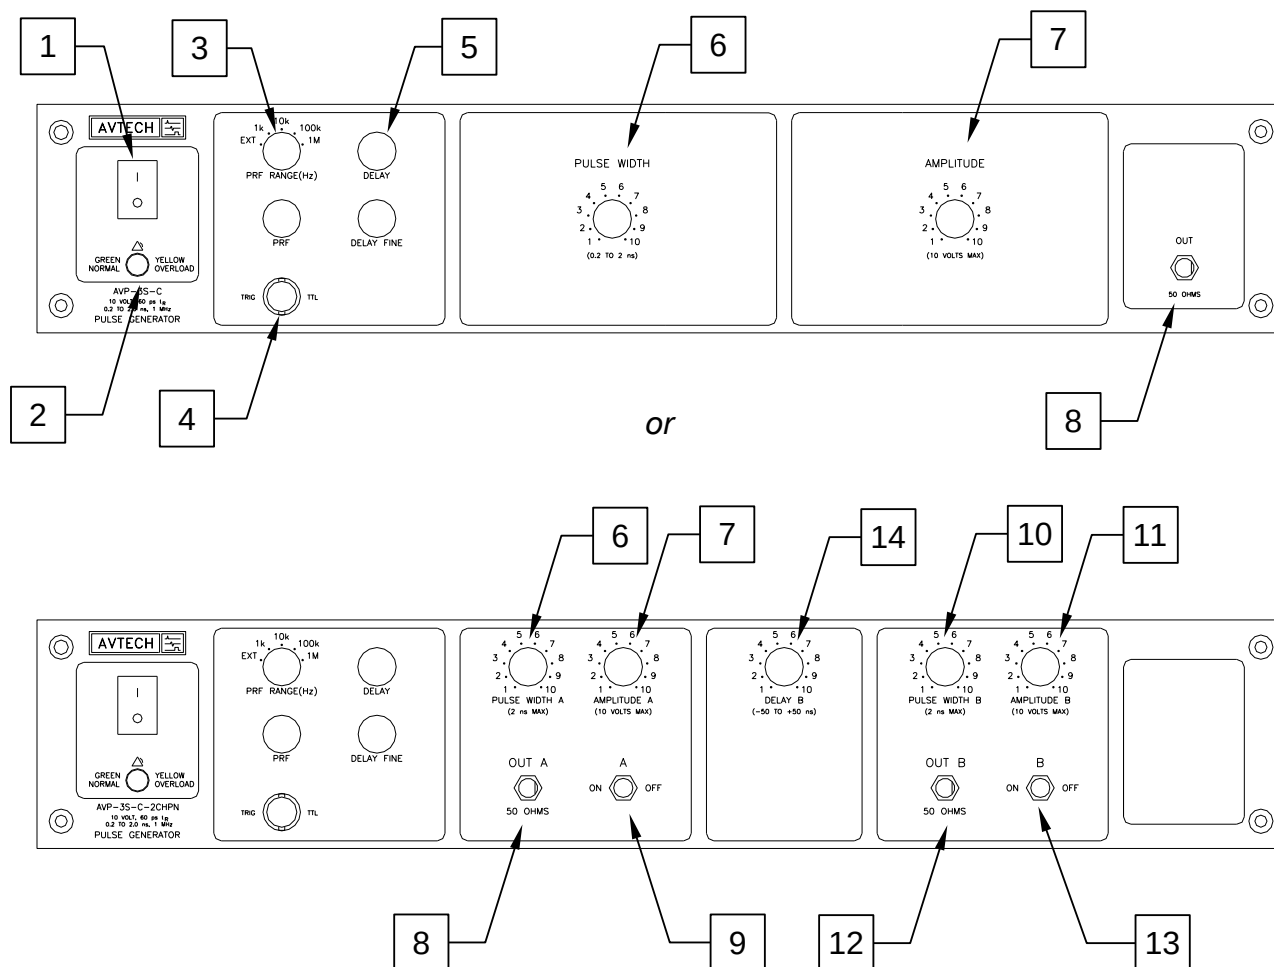 1
3
5
6
7
AVTECH
EXT 1k 10k 100k 1M
PRF RANGE(Hz)
DELAY
PULSE WIDTH
1 2 3 4 5 6 7 8 9 10
(0.2 TO 2 ns)
AMPLITUDE
1 2 3 4 5 6 7 8 9 10
(10 VOLTS MAX)
PRF
DELAY FINE
OUT
50 OHMS
GREEN NORMAL
YELLOW OVERLOAD
TRIG
TTL
AVP-3S-C
10 VOLT, 60 ps tR
0.2 TO 2.0 ns, 1 MHz
PULSE GENERATOR
2
4
or
8
6
7
14
10
11
AVTECH
EXT 1k 10k 100k 1M
PRF RANGE(Hz)
DELAY
1 2 3 4 5 6 7 8 9 10
PULSE WIDTH A
(2 ns MAX)
1 2 3 4 5 6 7 8 9 10
AMPLITUDE A
(10 VOLTS MAX)
1 2 3 4 5 6 7 8 9 10
DELAY B
(-50 TO +50 ns)
1 2 3 4 5 6 7 8 9 10
PULSE WIDTH B
(2 ns MAX)
1 2 3 4 5 6 7 8 9 10
AMPLITUDE B
(10 VOLTS MAX)
PRF
DELAY FINE
GREEN NORMAL
YELLOW OVERLOAD
TRIG
TTL
AVP-3S-C-2CHPN
10 VOLT, 60 ps tR
0.2 TO 2.0 ns, 1 MHz
PULSE GENERATOR
OUT A
50 OHMS
A
ON
OFF
OUT B
50 OHMS
B
ON
OFF
8
9
12
13